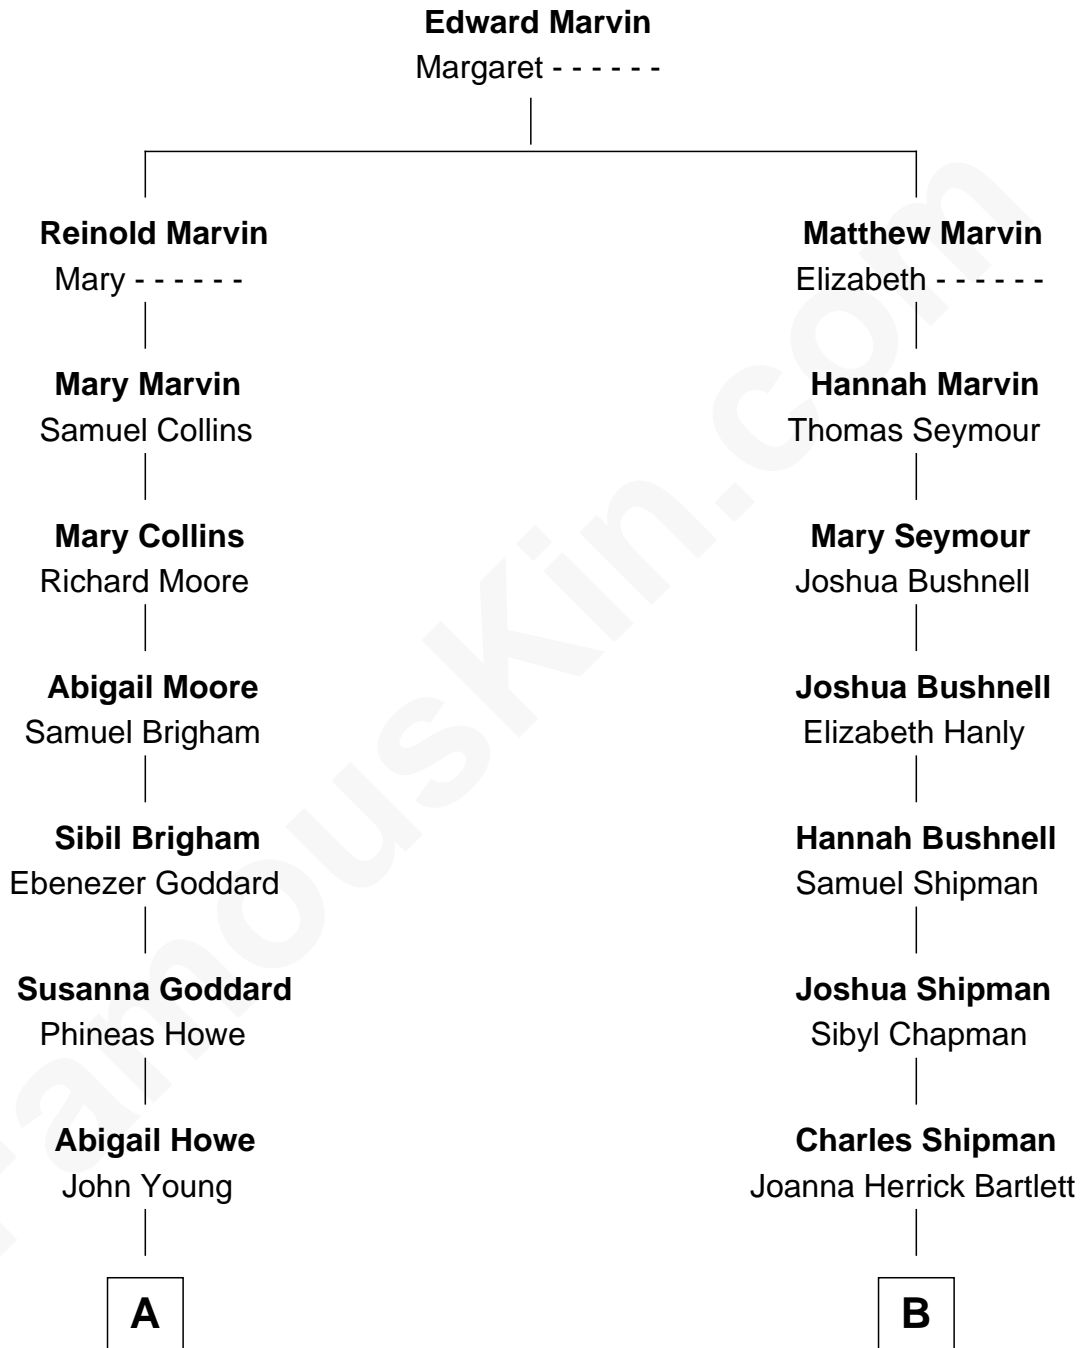 Edward Marvin
Margaret - - - - - -
Reinold Marvin
Mary - - - - - -
Matthew Marvin
Elizabeth - - - - - -
Mary Marvin
Samuel Collins
Hannah Marvin
Thomas Seymour
Mary Collins
Richard Moore
Mary Seymour
Joshua Bushnell
Abigail Moore
Samuel Brigham
Joshua Bushnell
Elizabeth Hanly
Sibil Brigham
Ebenezer Goddard
Hannah Bushnell
Samuel Shipman
Susanna Goddard
Phineas Howe
Joshua Shipman
Sibyl Chapman
Abigail Howe
John Young
Charles Shipman
Joanna Herrick Bartlett
A
B
FamousKin.com